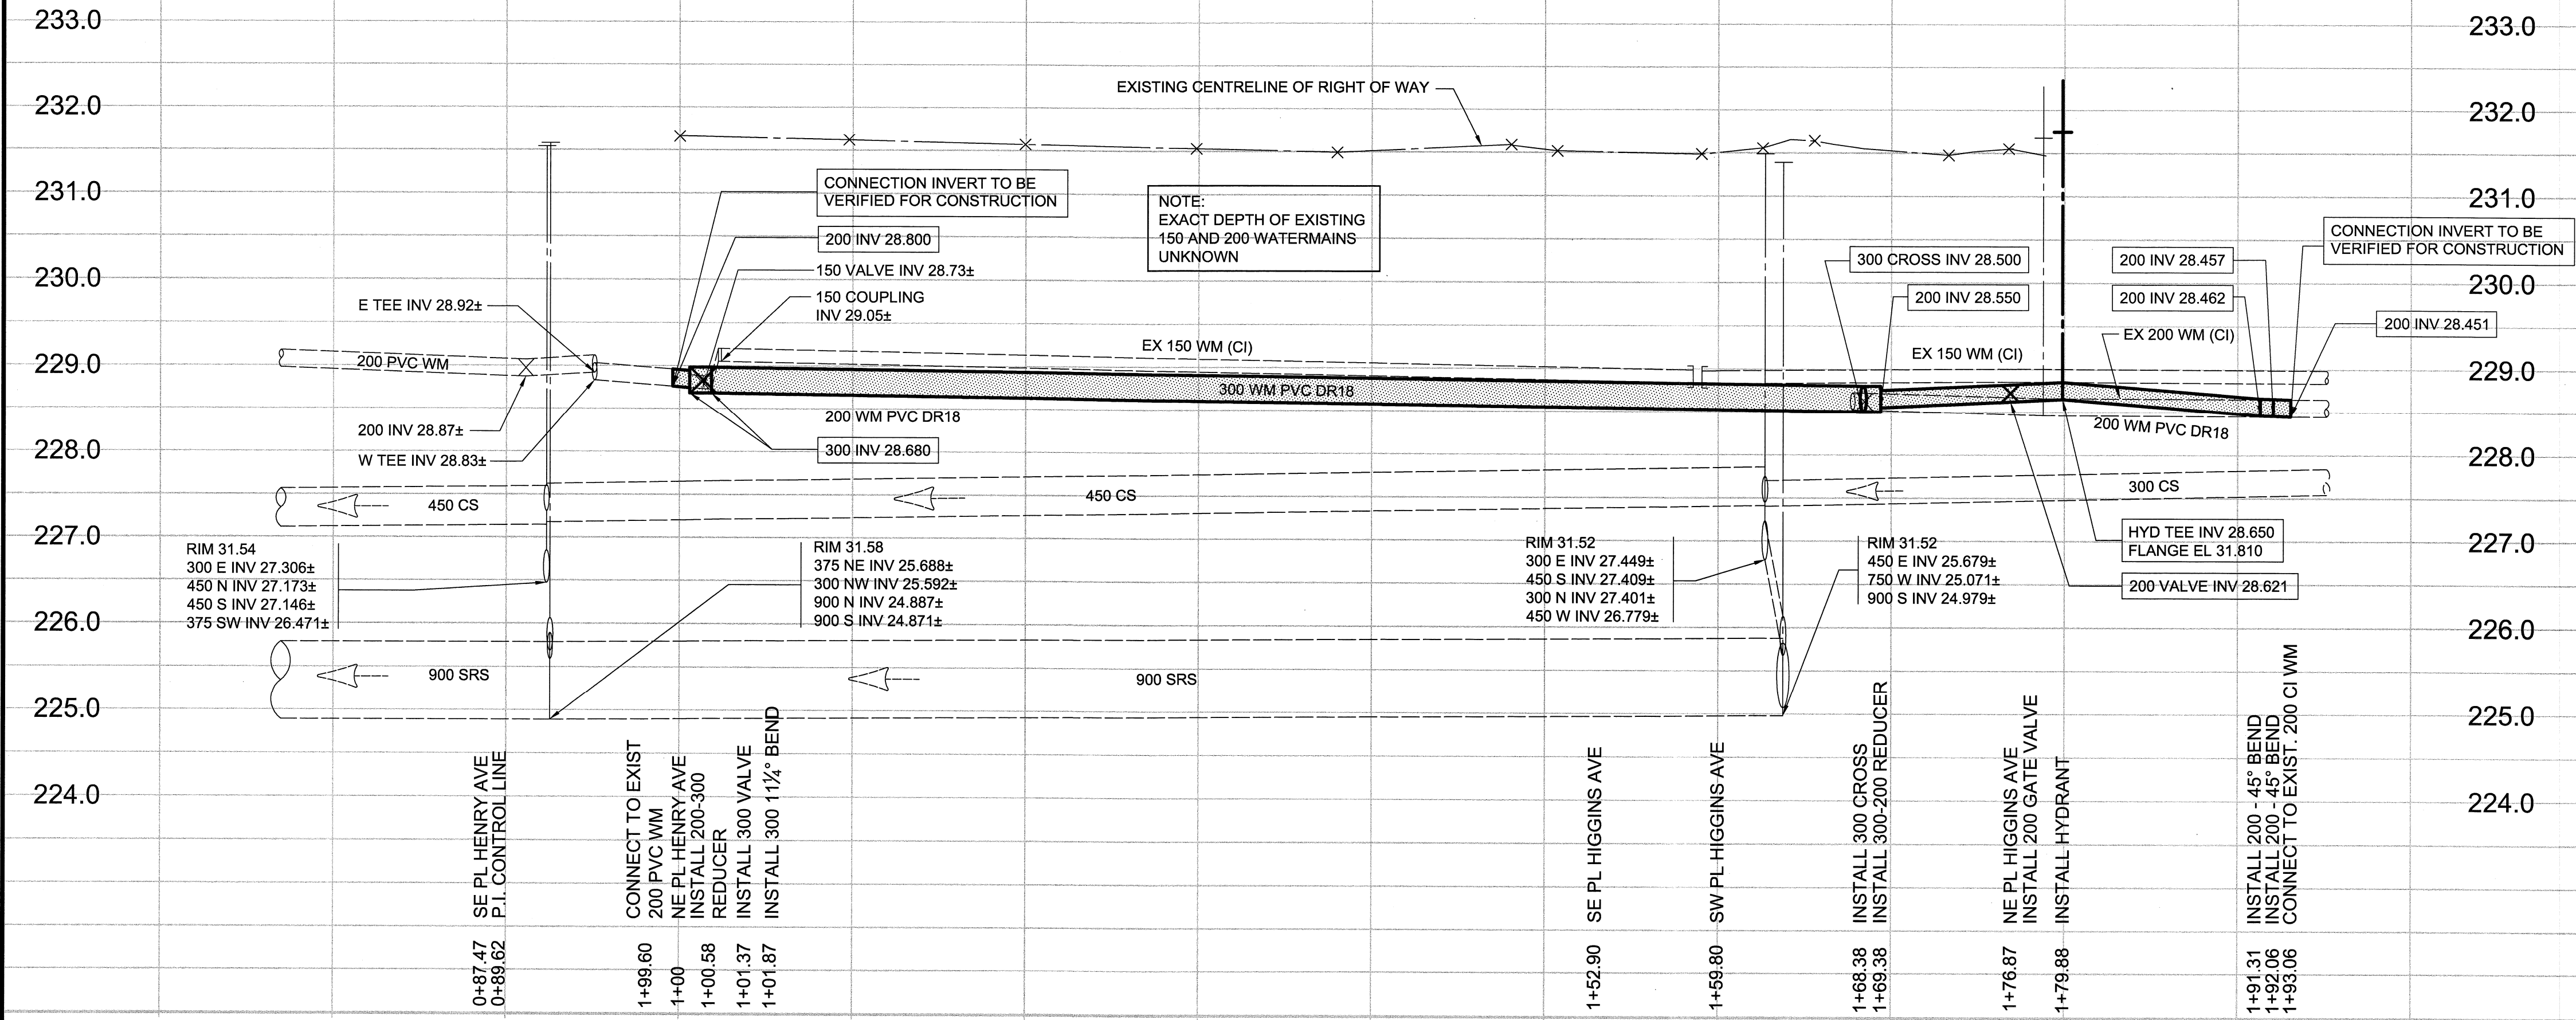 233.0
232.0
231.0
230.0
229.0
228.0
227.0
226.0
225.0
224.0
233.0
232.0
231.0
230.0
229.0
228.0
227.0
226.0
225.0
224.0
EXISTING CENTRELINE OF RIGHT OF WAY
CONNECTION INVERT TO BE
VERIFIED FOR CONSTRUCTION
200 INV 28.800
150 VALVE INV 28.73±
150 COUPLING
INV 29.05±
NOTE:
EXACT DEPTH OF EXISTING
150 AND 200 WATERMAINS
UNKNOWN
300 CROSS INV 28.500
200 INV 28.550
200 INV 28.457
200 INV 28.462
CONNECTION INVERT TO BE
VERIFIED FOR CONSTRUCTION
200 INV 28.451
E TEE INV 28.92±
200 PVC WM
200 INV 28.87±
W TEE INV 28.83±
EX 150 WM (CI)
300 WM PVC DR18
200 WM PVC DR18
300 INV 28.680
EX 150 WM (CI)
EX 200 WM (CI)
200 WM PVC DR18
450 CS
450 CS
300 CS
RIM 31.54
300 E INV 27.306±
450 N INV 27.173±
450 S INV 27.146±
375 SW INV 26.471±
RIM 31.58
375 NE INV 25.688±
300 NW INV 25.592±
900 N INV 24.887±
900 S INV 24.871±
RIM 31.52
300 E INV 27.449±
450 S INV 27.409±
300 N INV 27.401±
450 W INV 26.779±
RIM 31.52
450 E INV 25.679±
750 W INV 25.071±
900 S INV 24.979±
HYD TEE INV 28.650
FLANGE EL 31.810
200 VALVE INV 28.621
900 SRS
900 SRS
0+87.47 SE PL HENRY AVE
0+89.62 P.I. CONTROL LINE
1+99.60 CONNECT TO EXIST
200 PVC WM
1+00 NE PL HENRY AVE
1+00.58 INSTALL 200-300
REDUCER
1+01.37 INSTALL 300 VALVE
1+01.87 INSTALL 300 11¼° BEND
1+52.90 SE PL HIGGINS AVE
1+59.80 SW PL HIGGINS AVE
1+68.38 INSTALL 300 CROSS
1+69.38 INSTALL 300-200 REDUCER
1+76.87 NE PL HIGGINS AVE
INSTALL 200 GATE VALVE
1+79.88 INSTALL HYDRANT
1+91.31 INSTALL 200 - 45° BEND
1+92.06 INSTALL 200 - 45° BEND
1+93.06 CONNECT TO EXIST. 200 CI WM